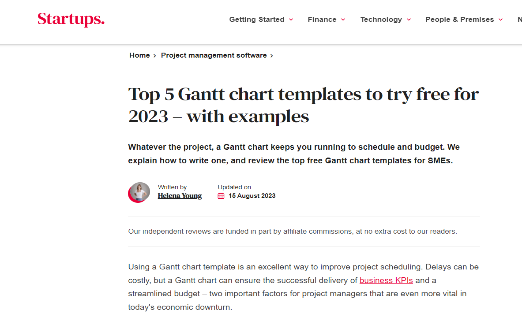 Startups.
Getting Started
Finance
Technology
People & Premises
N
Home › Project management software ›
Top 5 Gantt chart templates to try free for
2023 – with examples
Whatever the project, a Gantt chart keeps you running to schedule and budget. We
explain how to write one, and review the top free Gantt chart templates for SMEs.
Written by
Helena Young
Updated on
15 August 2023
Our independent reviews are funded in part by affiliate commissions, at no extra cost to our readers.
Using a Gantt chart template is an excellent way to improve project scheduling. Delays can be
costly, but a Gantt chart can ensure the successful delivery of business KPIs and a
streamlined budget – two important factors for project managers that are even more vital in
today's economic downturn.